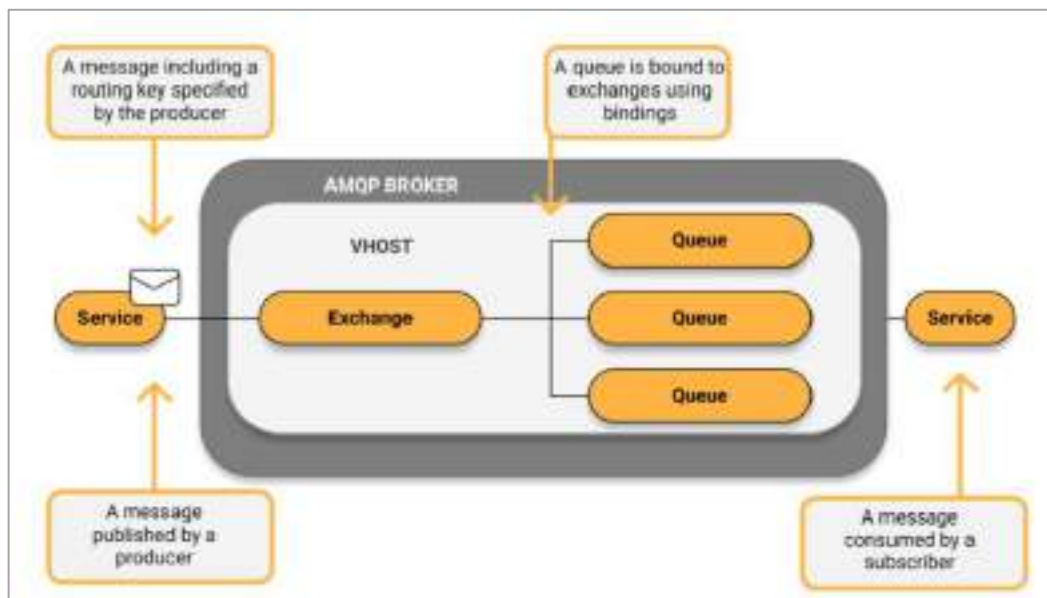 A message including a
routing key specified
by the producer
A queue is bound to
exchanges using
bindings
AMQP BROKER
VHOST
Queue
Service
Exchange
Queue
Service
Queue
A message
published by a
producer
A message
consumed by a
subscriber